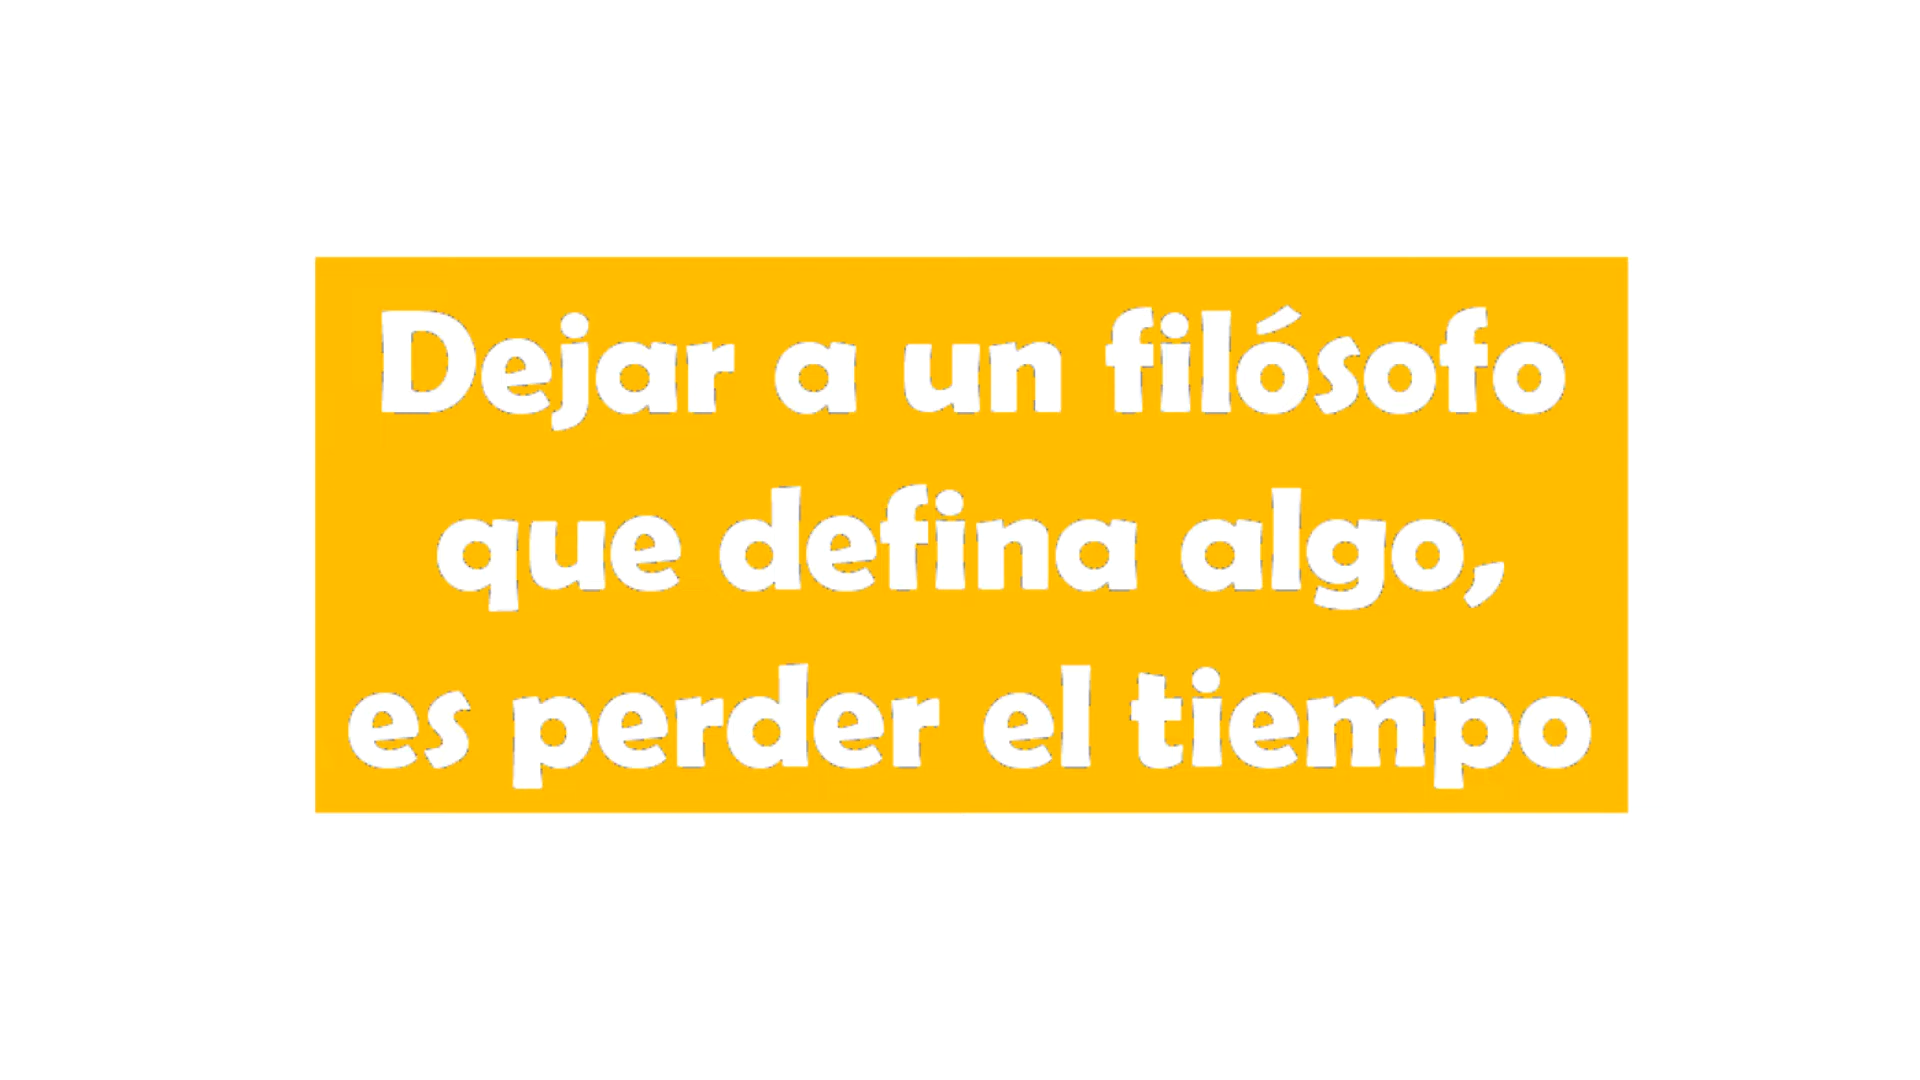 Dejar a un filósofo
que defina algo,
es perder el tiempo